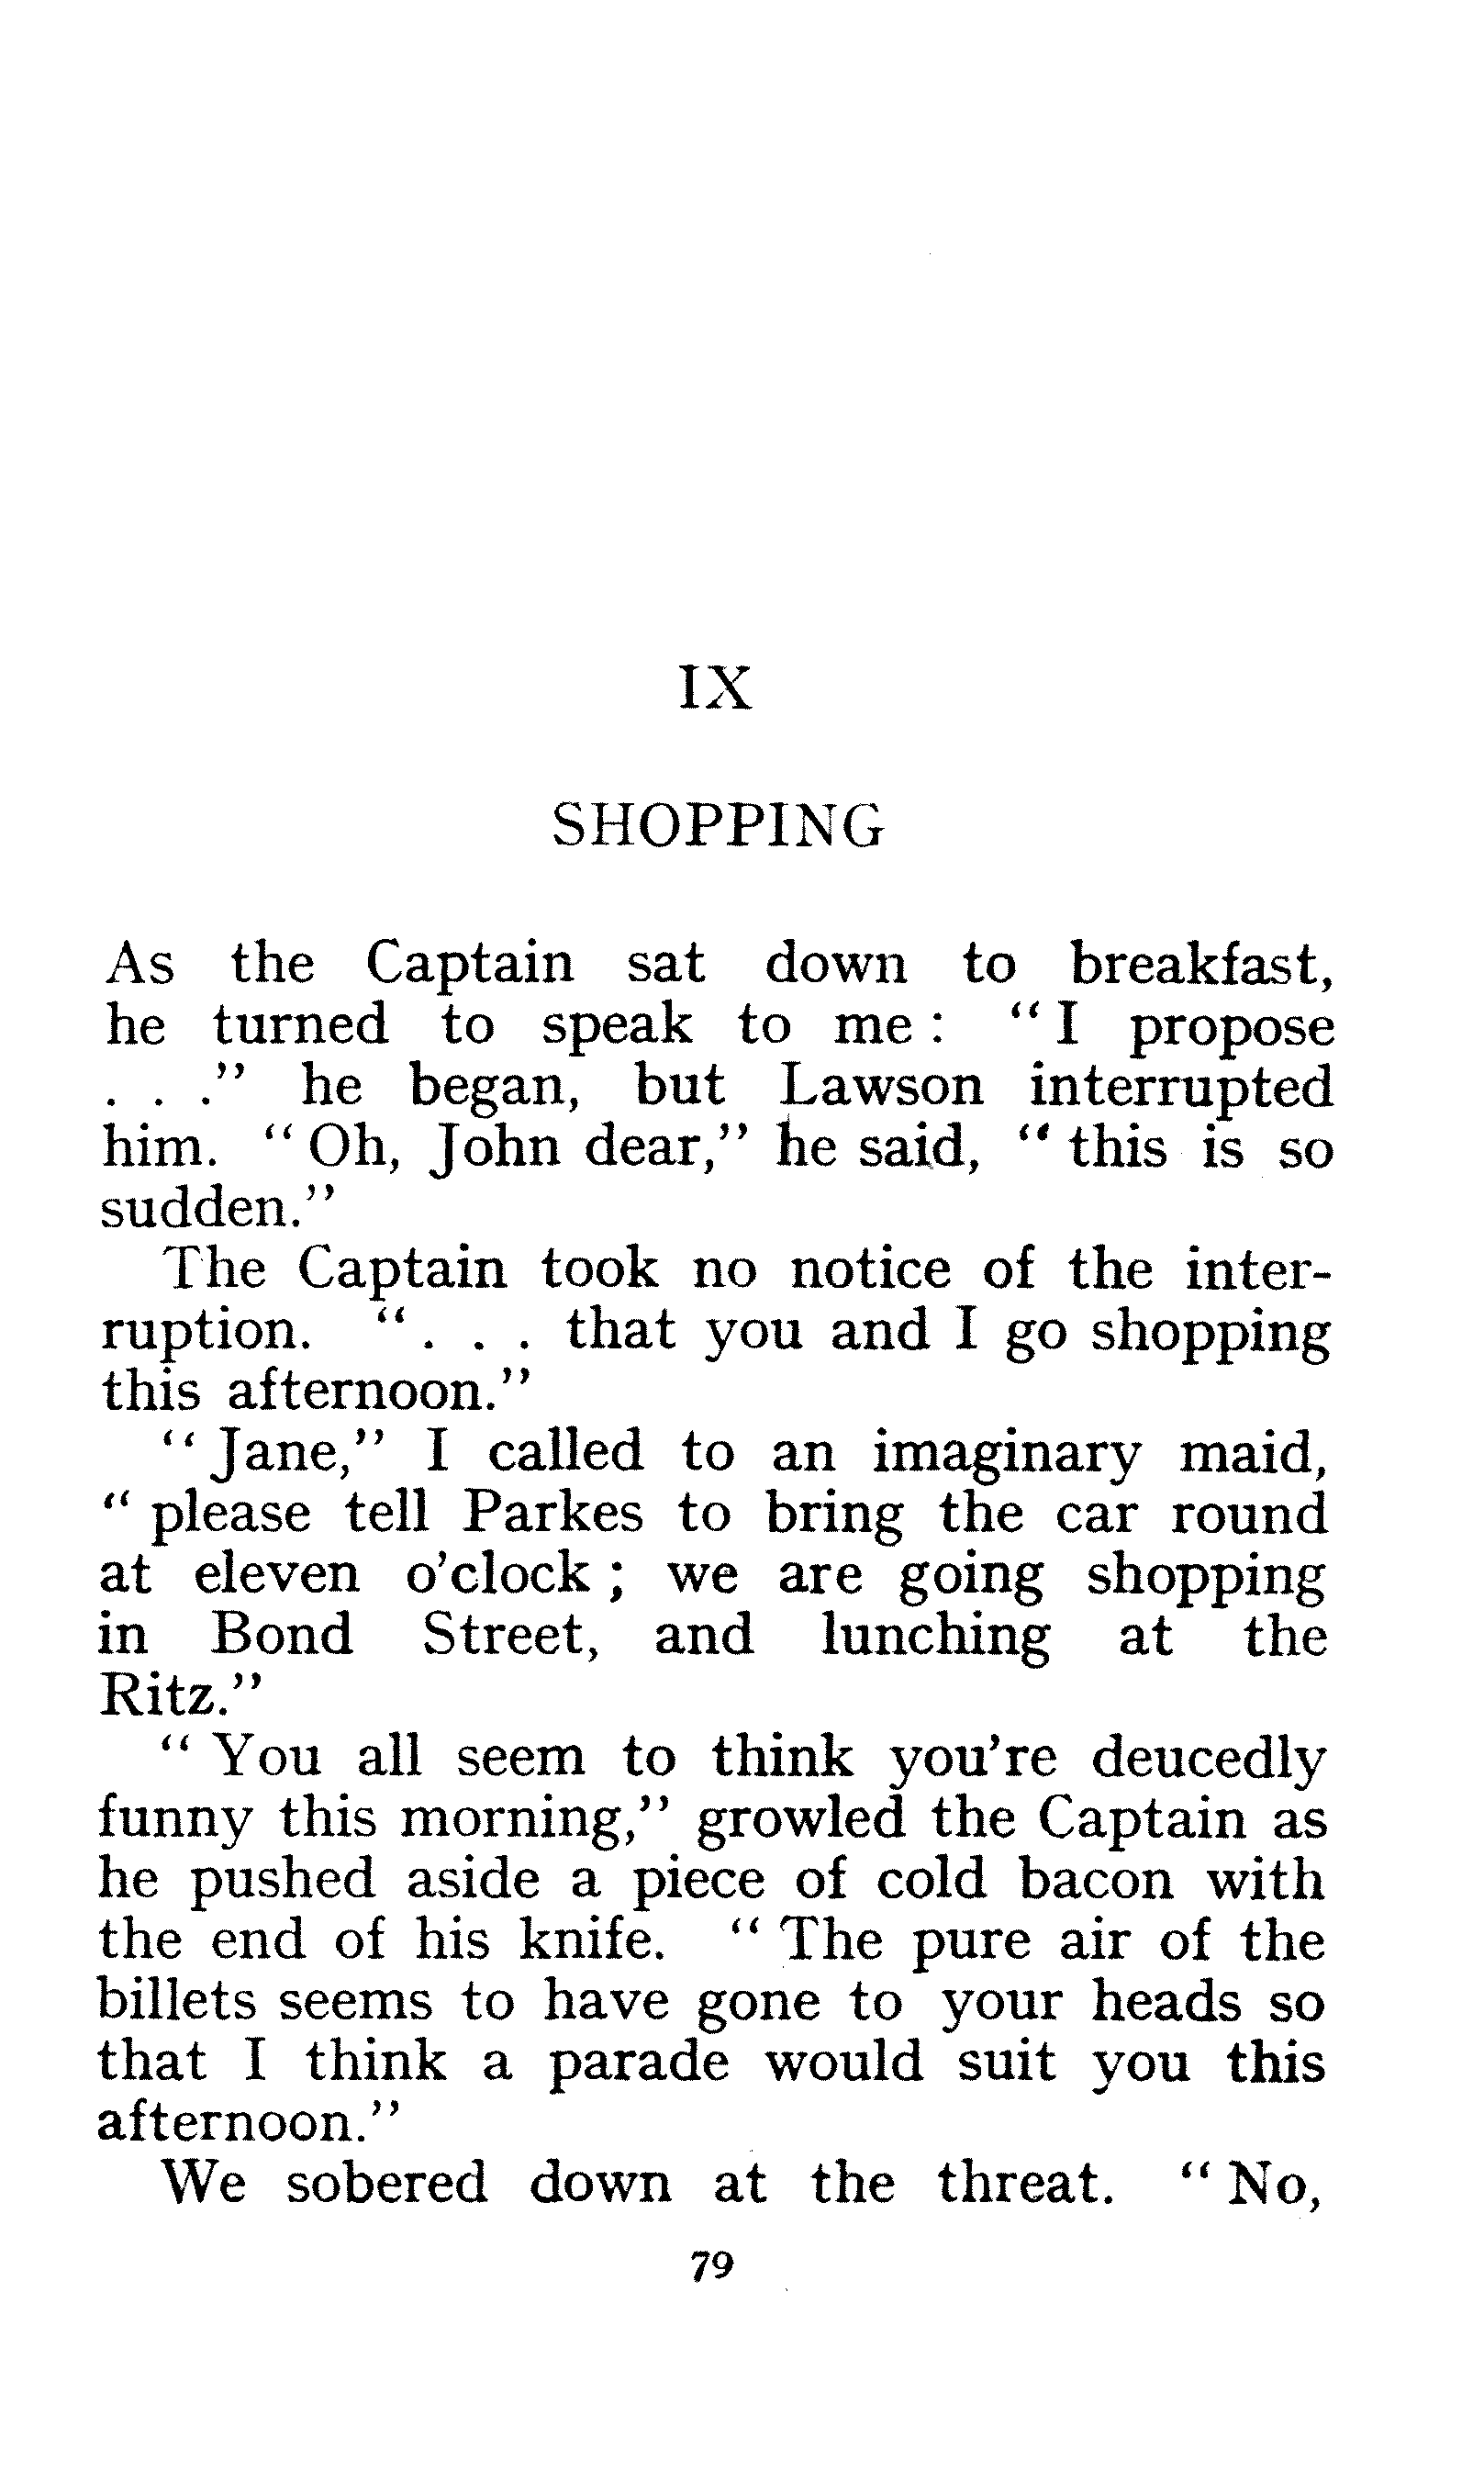 IX
SHOPPING
As the Captain sat down to breakfast,
he turned to speak to me : “ I propose
. . .” he began, but Lawson interrupted
him. “ Oh, John dear,” he said, “ this is so
sudden.”
The Captain took no notice of the inter-
ruption. “ . . . that you and I go shopping
this afternoon.”
“ Jane,” I called to an imaginary maid,
“ please tell Parkes to bring the car round
at eleven o'clock ; we are going shopping
in Bond Street, and lunching at the
Ritz.”
“ You all seem to think you're deucedly
funny this morning,” growled the Captain as
he pushed aside a piece of cold bacon with
the end of his knife. “ The pure air of the
billets seems to have gone to your heads so
that I think a parade would suit you this
afternoon.”
We sobered down at the threat. “ No,
79